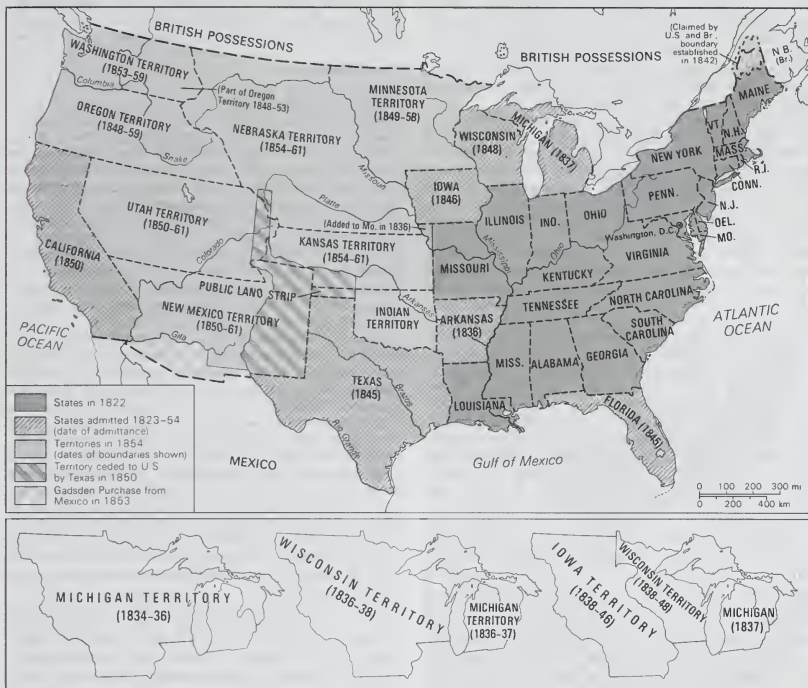 BRITISH POSSESSIONS
WASHINGTON TERRITORY
(1853-59)
Columbia
(Part of Oregon
Territory 1848-53)
OREGON TERRITORY
(1848-59)
Snake
NEBRASKA TERRITORY
(1854-61)
Missouri
MINNESOTA
TERRITORY
(1849-58)
BRITISH POSSESSIONS
(Claimed by
U.S. and Br.,
boundary
established
in 1842)
N B.
(Br.)
MAINE
VT.
N.H.
MASS.
R.I.
CONN.
NEW YORK
WISCONSIN
(1848)
MICHIGAN (1837)
IOWA
(1846)
PENN.
N.J.
OEL.
MO.
Washington, D.C.
UTAH TERRITORY
(1850-61)
Platte
(Added to Mo. in 1836)
KANSAS TERRITORY
(1854-61)
Colorado
CALIFORNIA
(1850)
ILLINOIS
INO.
OHIO
Mississippi
Ohio
MISSOURI
KENTUCKY
VIRGINIA
PUBLIC LAND STRIP
NEW MEXICO TERRITORY
(1850-61)
Gila
Arkansas
INOIAN
TERRITORY
ARKANSAS
(1836)
TENNESSEE
NORTH CAROLINA
SOUTH
CAROLINA
ATLANTIC
OCEAN
PACIFIC
OCEAN
TEXAS
(1845)
Brazos
Rio Grande
MISS.
ALABAMA
GEORGIA
LOUISIANA
FLORIDA (1845)
MEXICO
Gulf of Mexico
0 100 200 300 mi
0 200 400 km
States in 1822
States admitted 1823-54
(date of admittance)
Territories in 1854
(dates of boundaries shown)
Territory ceded to U S
by Texas in 1850
Gadsden Purchase from
Mexico in 1853
MICHIGAN TERRITORY
(1834-36)
WISCONSIN TERRITORY
(1836-38)
MICHIGAN
TERRITORY
(1836-37)
IOWA TERRITORY
(1838-46)
WISCONSIN TERRITORY
(1838-48)
MICHIGAN
(1837)